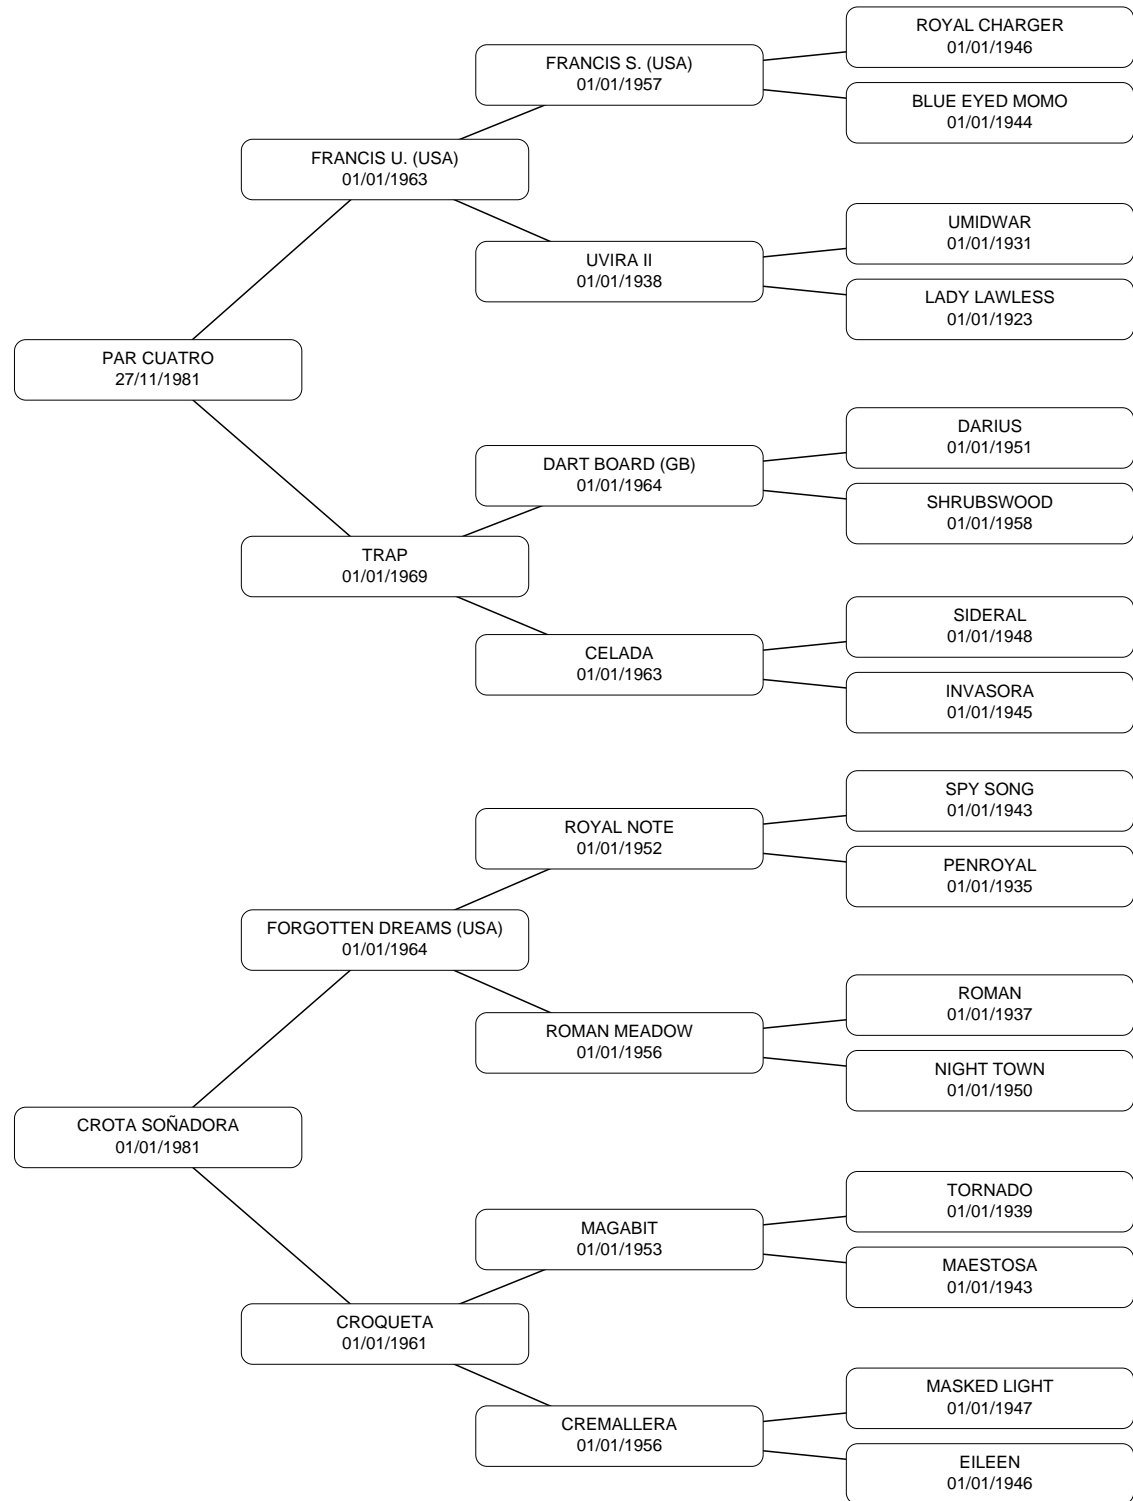 ROYAL CHARGER
01/01/1946
FRANCIS S. (USA)
01/01/1957
BLUE EYED MOMO
01/01/1944
FRANCIS U. (USA)
01/01/1963
UMIDWAR
01/01/1931
UVIRA II
01/01/1938
LADY LAWLESS
01/01/1923
PAR CUATRO
27/11/1981
DARIUS
01/01/1951
DART BOARD (GB)
01/01/1964
SHRUBSWOOD
01/01/1958
TRAP
01/01/1969
SIDERAL
01/01/1948
CELADA
01/01/1963
INVASORA
01/01/1945
SPY SONG
01/01/1943
ROYAL NOTE
01/01/1952
PENROYAL
01/01/1935
FORGOTTEN DREAMS (USA)
01/01/1964
ROMAN
01/01/1937
ROMAN MEADOW
01/01/1956
NIGHT TOWN
01/01/1950
CROTA SOÑADORA
01/01/1981
TORNADO
01/01/1939
MAGABIT
01/01/1953
MAESTOSA
01/01/1943
CROQUETA
01/01/1961
MASKED LIGHT
01/01/1947
CREMALLERA
01/01/1956
EILEEN
01/01/1946